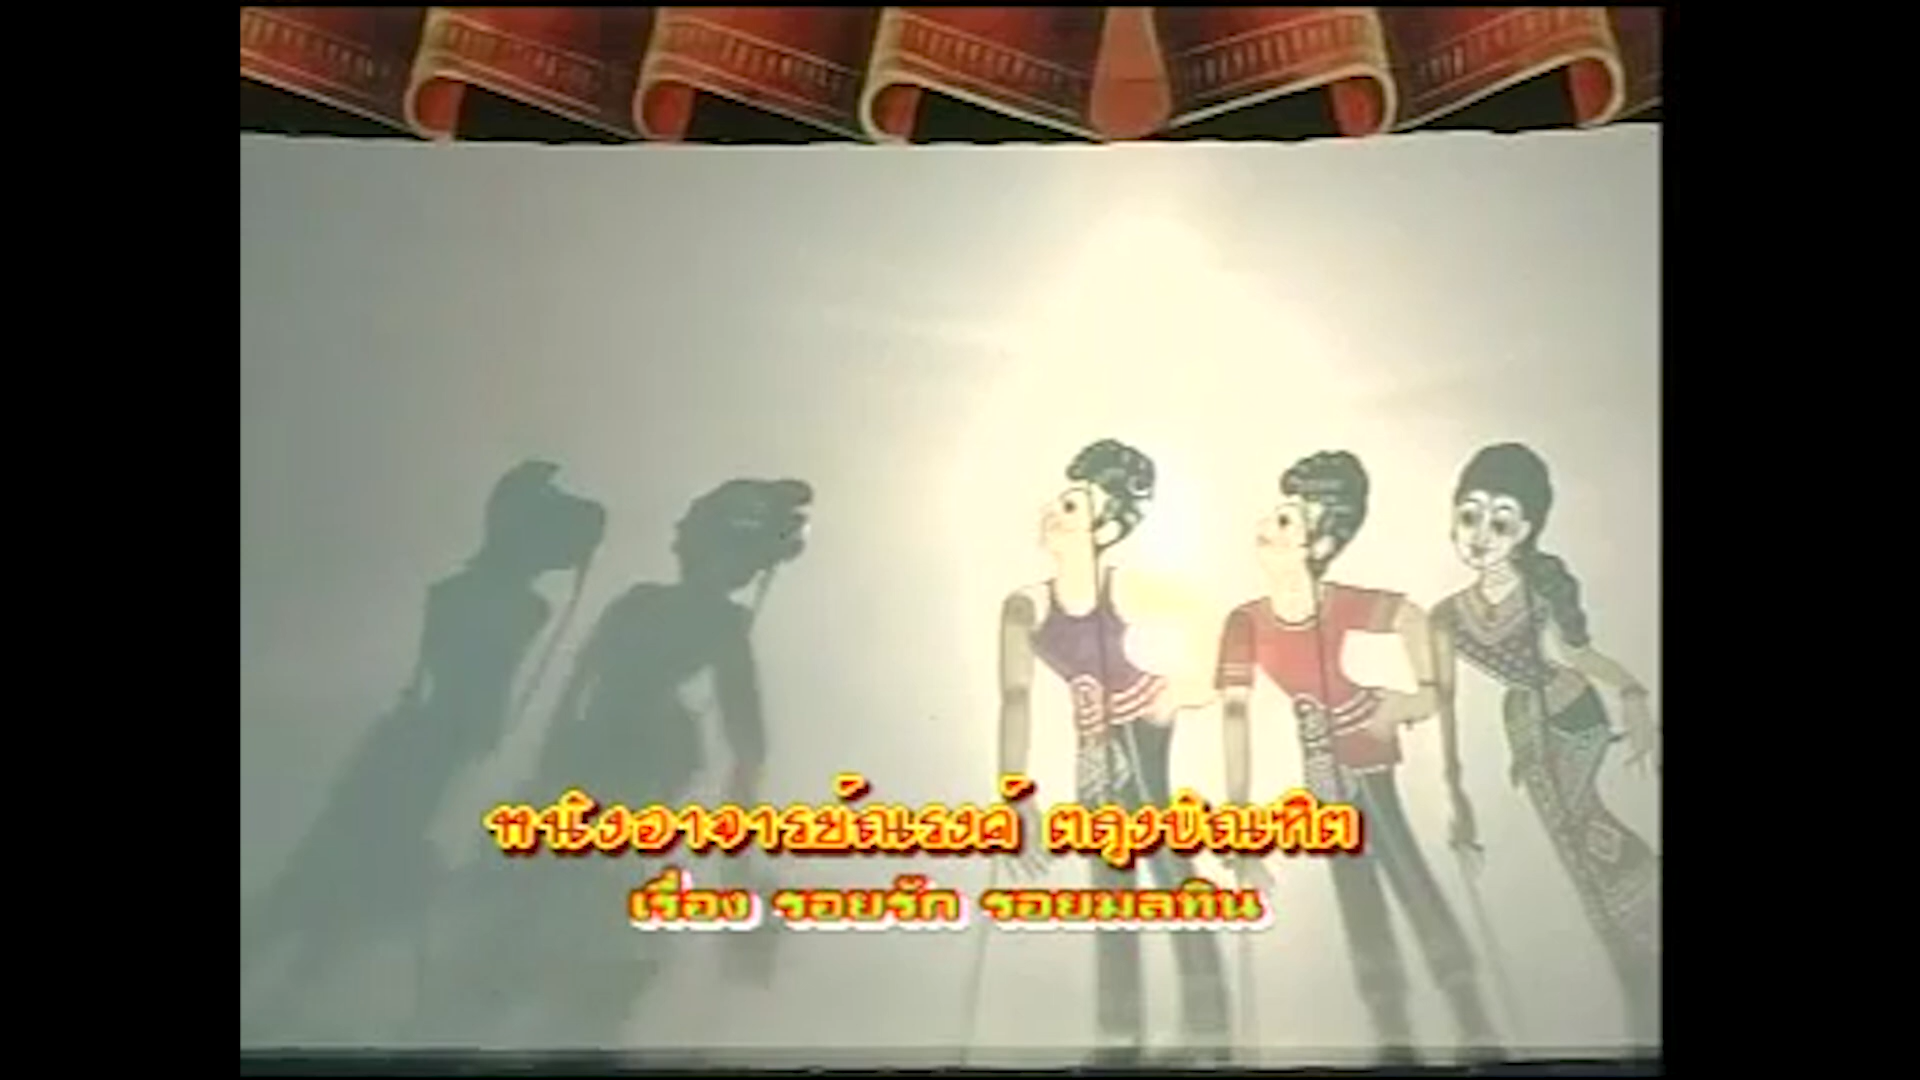 หนังอาจารย์ณรงค์ ตลุงบัณฑิต
เรื่อง รอยรัก รอยมลทิน